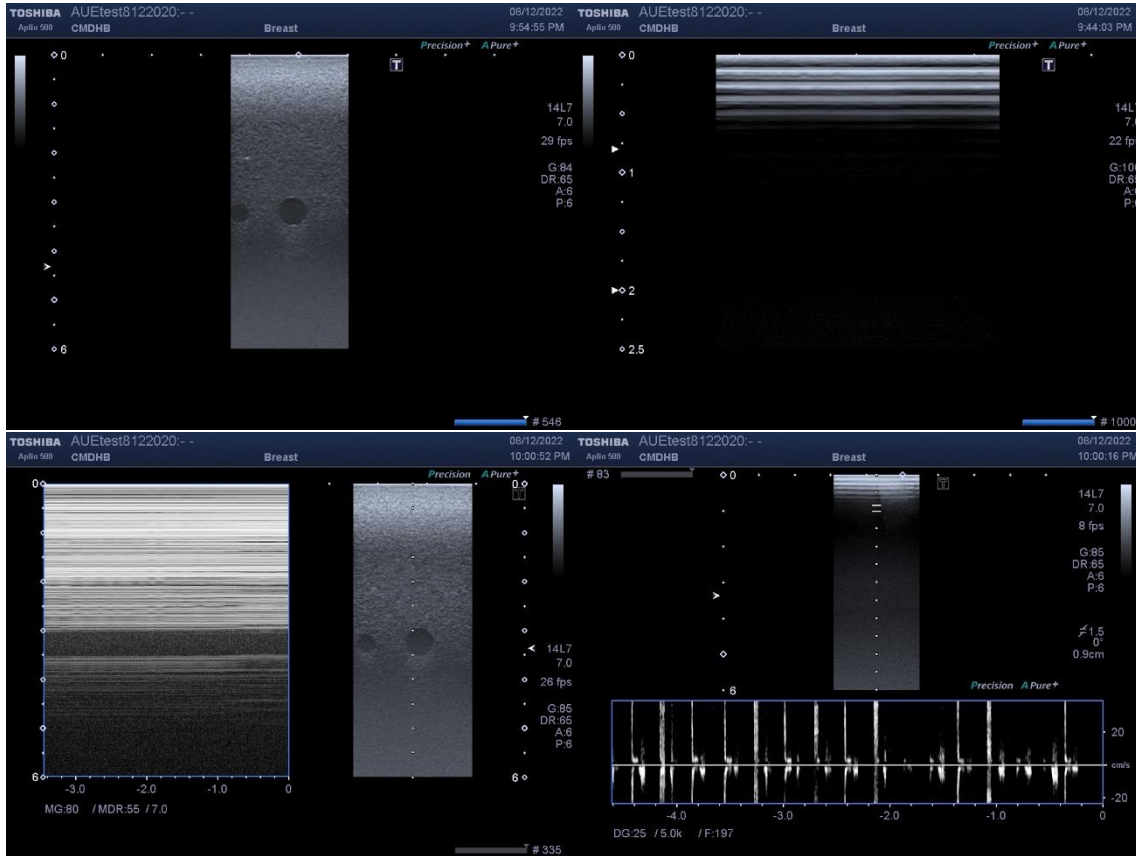 TOSHIBA AUEtest8122020:- - 08/12/2022
Aplio 500 CMDHB Breast 9:54:55 PM
Precision+ APure+
0
T
14L7
7.0
29 fps
G:84
DR:65
A:6
P:6
6
#546
TOSHIBA AUEtest8122020:- - 08/12/2022
Aplio 500 CMDHB Breast 9:44:03 PM
Precision+ APure+
0
T
14L7
7.0
22 fps
1
DR:65
2
2.5
#1000
TOSHIBA AUEtest8122020:- - 08/12/2022
Aplio 500 CMDHB Breast 10:00:52 PM
Precision APure+
0 0
T
14L7
7.0
26 fps
G:85
DR:65
A:6
P:6
6 6
-3.0 -2.0 -1.0 0
MG:80 / MDR:55 / 7.0
#335
TOSHIBA AUEtest8122020:- - 08/12/2022
Aplio 500 CMDHB Breast 10:00:16 PM
#83 0
T
14L7
7.0
8 fps
G:85
DR:65
A:6
P:6
1.5
0°
0.9cm
6
Precision APure+
20
cm/s
-20
-4.0 -3.0 -2.0 -1.0 0
DG:25 / 5.0k / F:197